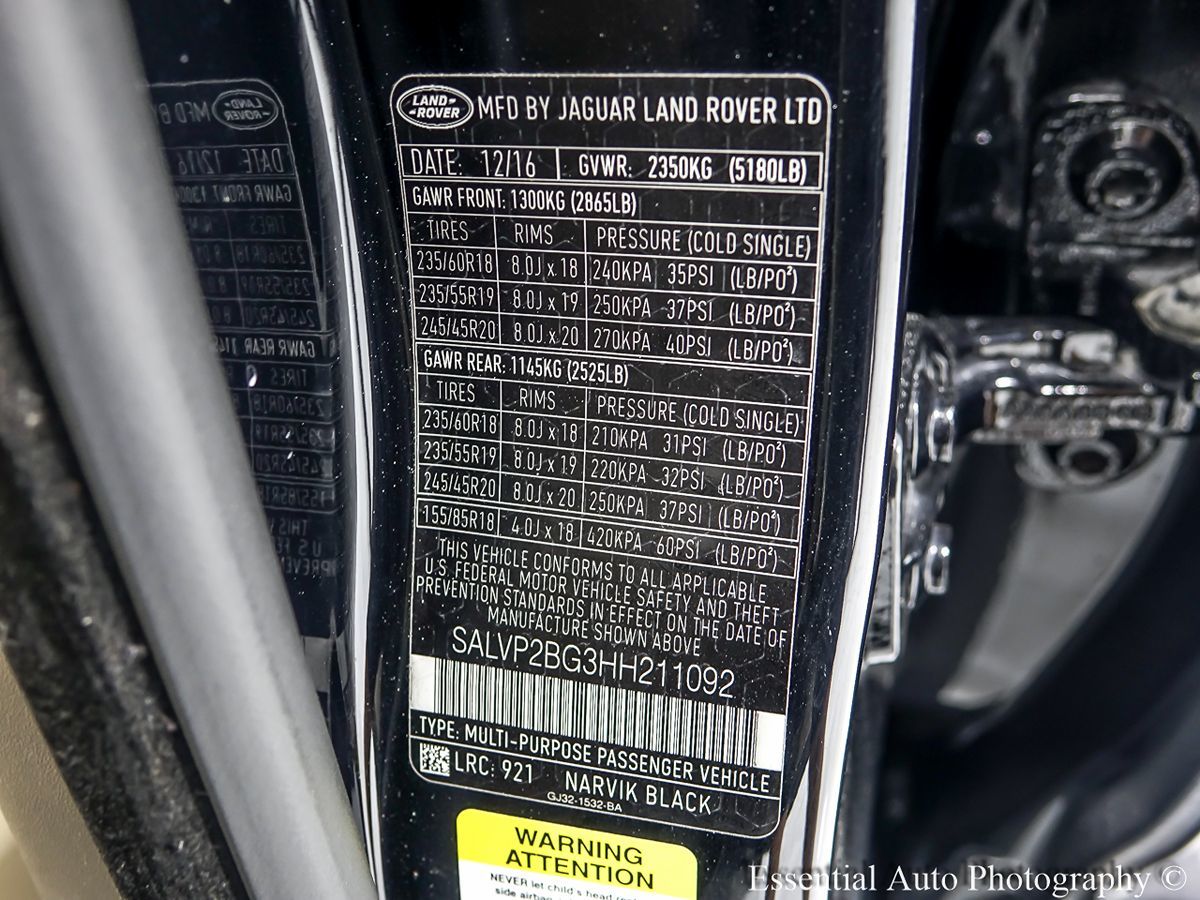 LAND-ROVER MFD BY JAGUAR LAND ROVER LTD
DATE: 12/16 GVWR: 2350KG (5180LB)
GAWR FRONT: 1300KG (2865LB)
TIRES RIMS PRESSURE (COLD SINGLE)
235/60R18 8.0J x 18 240KPA 35PSI (LB/PO²)
235/55R19 8.0J x 19 250KPA 37PSI (LB/PO²)
245/45R20 8.0J x 20 270KPA 40PSI (LB/PO²)
GAWR REAR: 1145KG (2525LB)
TIRES RIMS PRESSURE (COLD SINGLE)
235/60R18 8.0J x 18 210KPA 31PSI (LB/PO²)
235/55R19 8.0J x 19 220KPA 32PSI (LB/PO²)
245/45R20 8.0J x 20 250KPA 37PSI (LB/PO²)
155/85R18 4.0J x 18 420KPA 60PSI (LB/PO²)
THIS VEHICLE CONFORMS TO ALL APPLICABLE
U.S. FEDERAL MOTOR VEHICLE SAFETY AND THEFT
PREVENTION STANDARDS IN EFFECT ON THE DATE OF
MANUFACTURE SHOWN ABOVE
SALVP2BG3HH211092
TYPE: MULTI-PURPOSE PASSENGER VEHICLE
LRC: 921 NARVIK BLACK
GJ32-1532-BA
WARNING
ATTENTION
NEVER let child's head
side
Essential Auto Photography ©